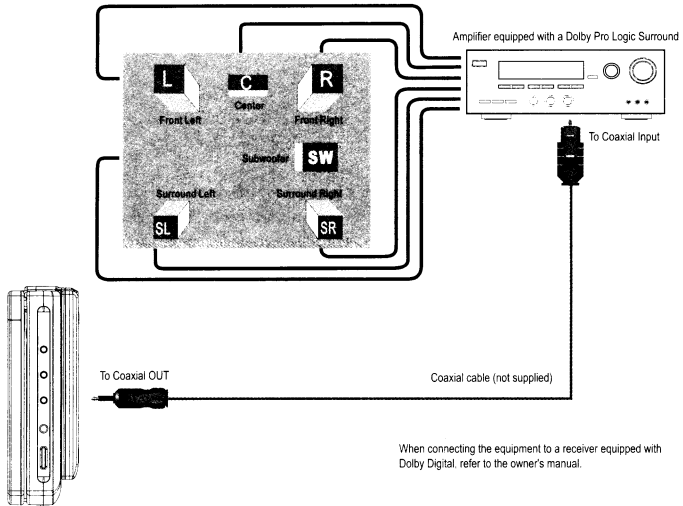 Amplifier equipped with a Dolby Pro Logic Surround
L
C
R
Center
Front Left
Front Right
To Coaxial Input
Subwoofer
SW
Surround Left
Surround Right
SL
SR
To Coaxial OUT
Coaxial cable (not supplied)
When connecting the equipment to a receiver equipped with
Dolby Digital, refer to the owner's manual.